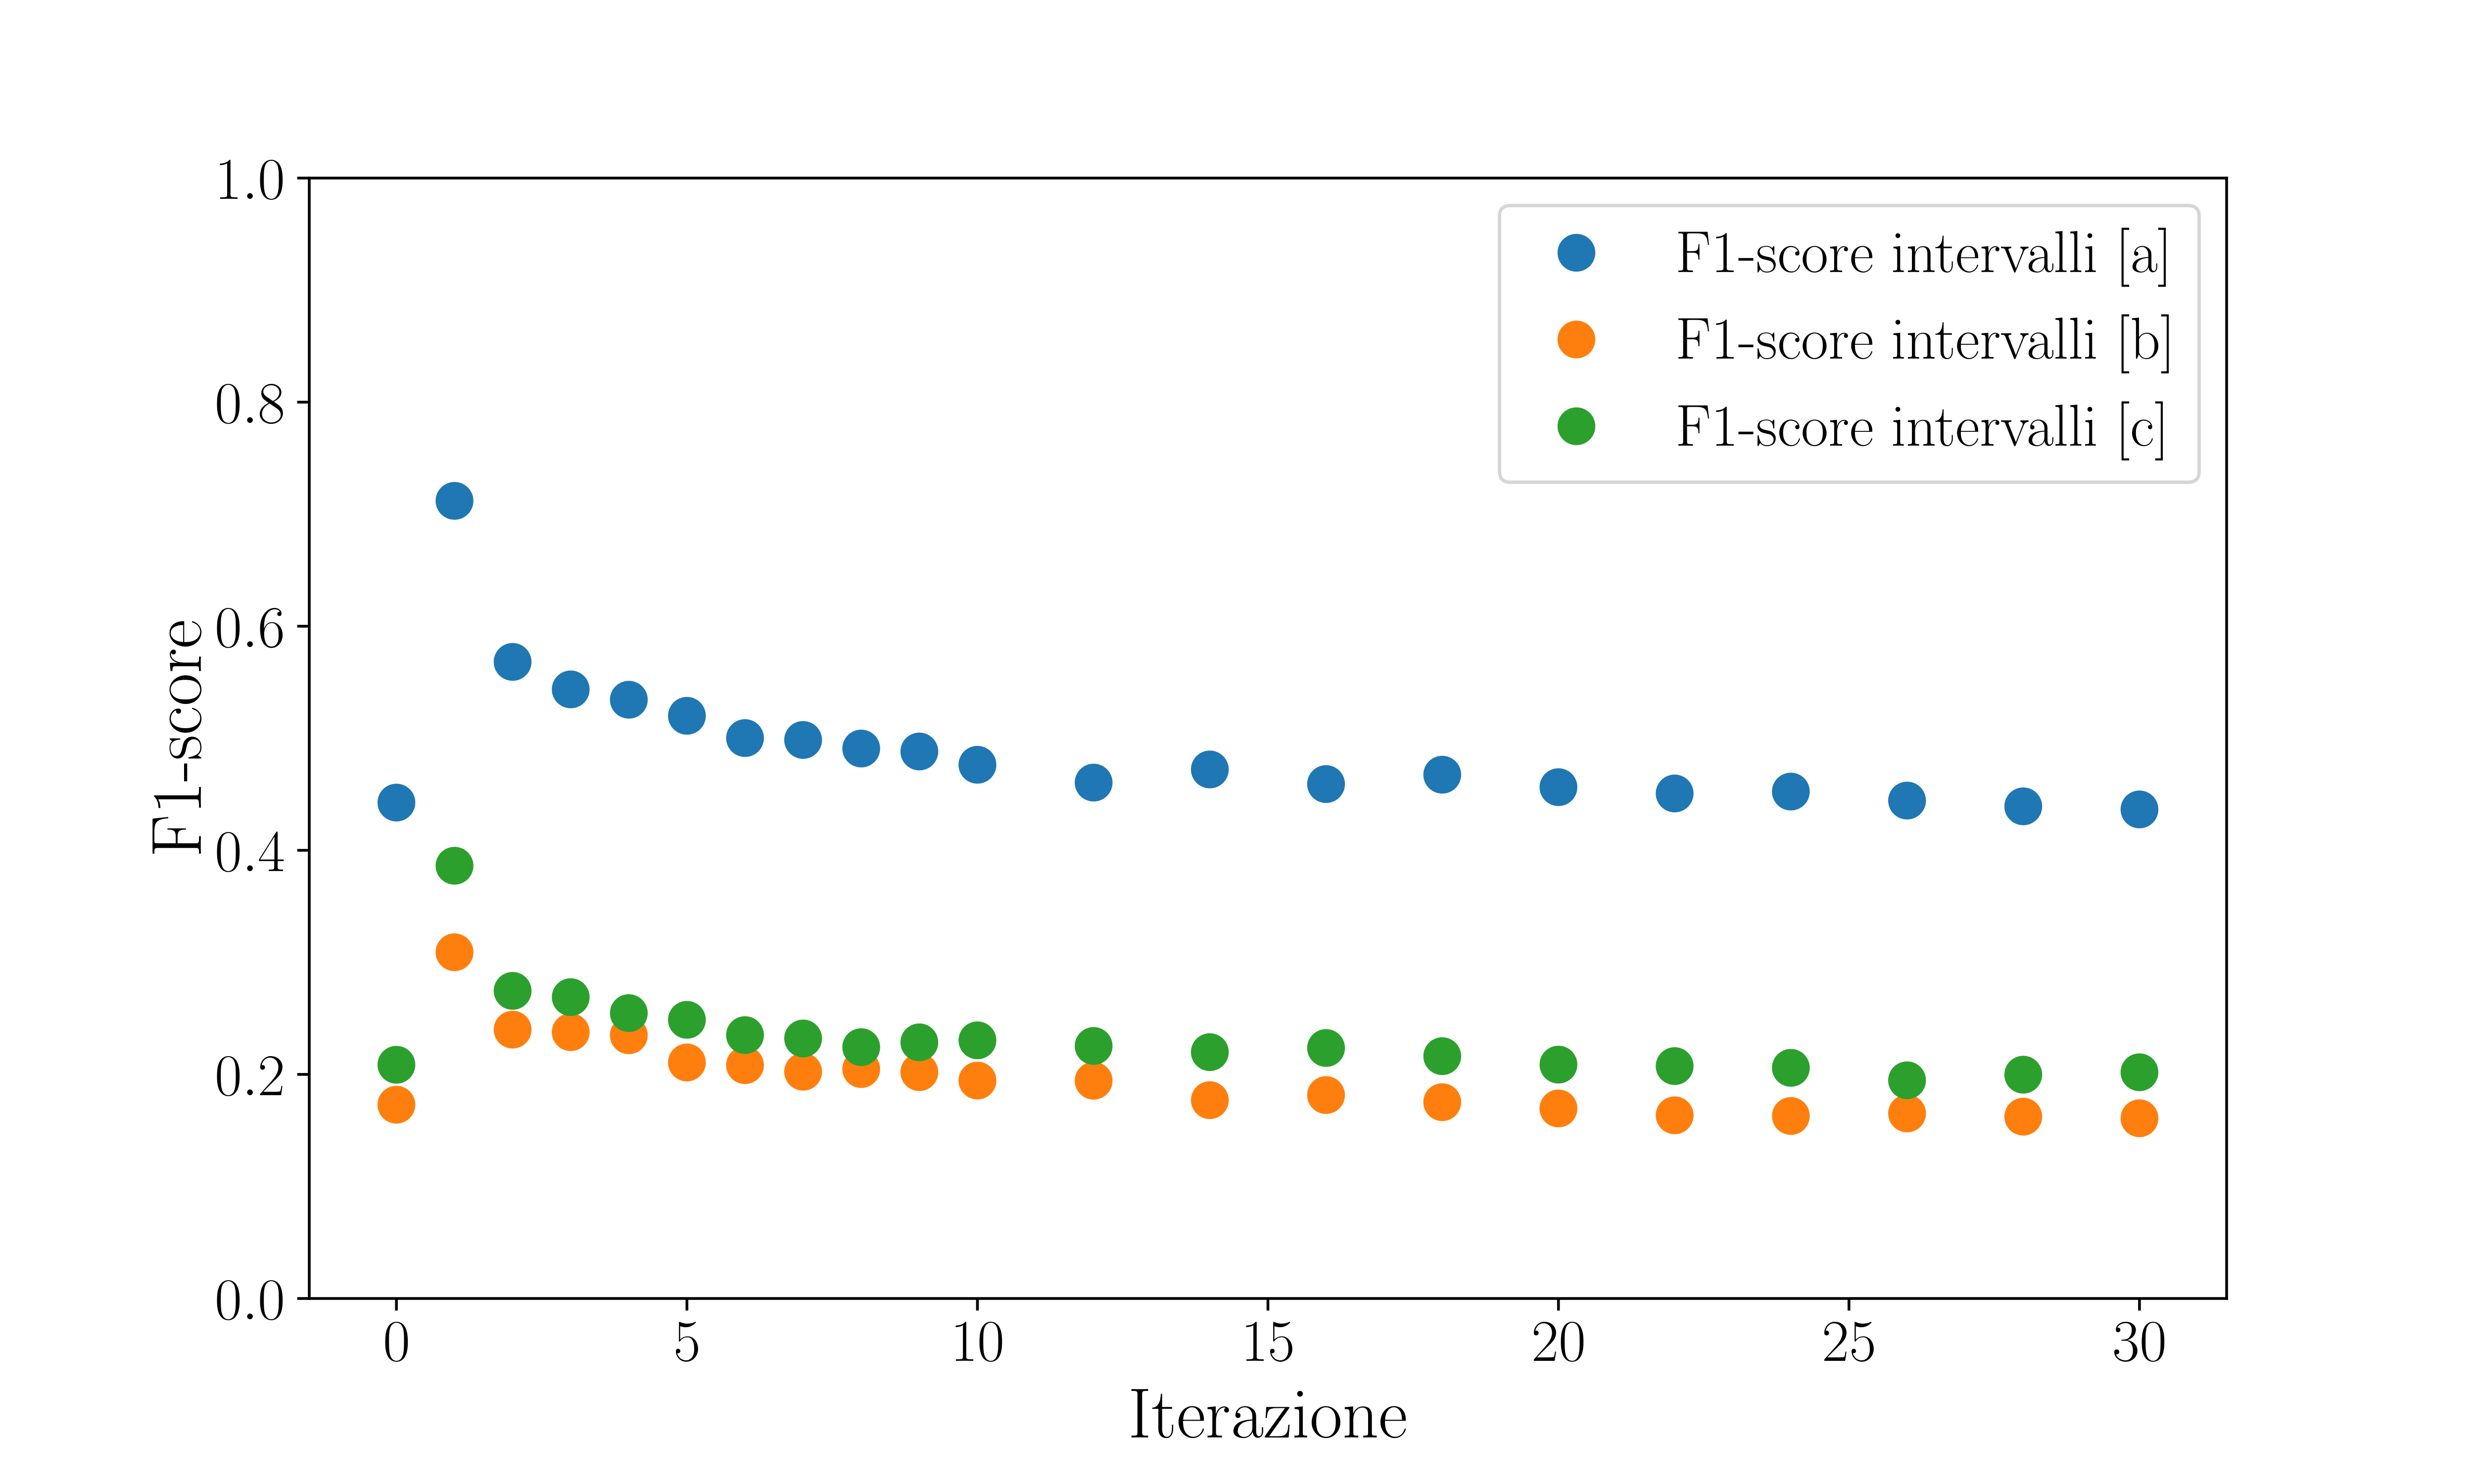 1.0
0.8
0.6
0.4
0.2
0.0
F1-score
F1-score intervalli [a]
F1-score intervalli [b]
F1-score intervalli [c]
0 5 10 15 20 25 30
Iterazione